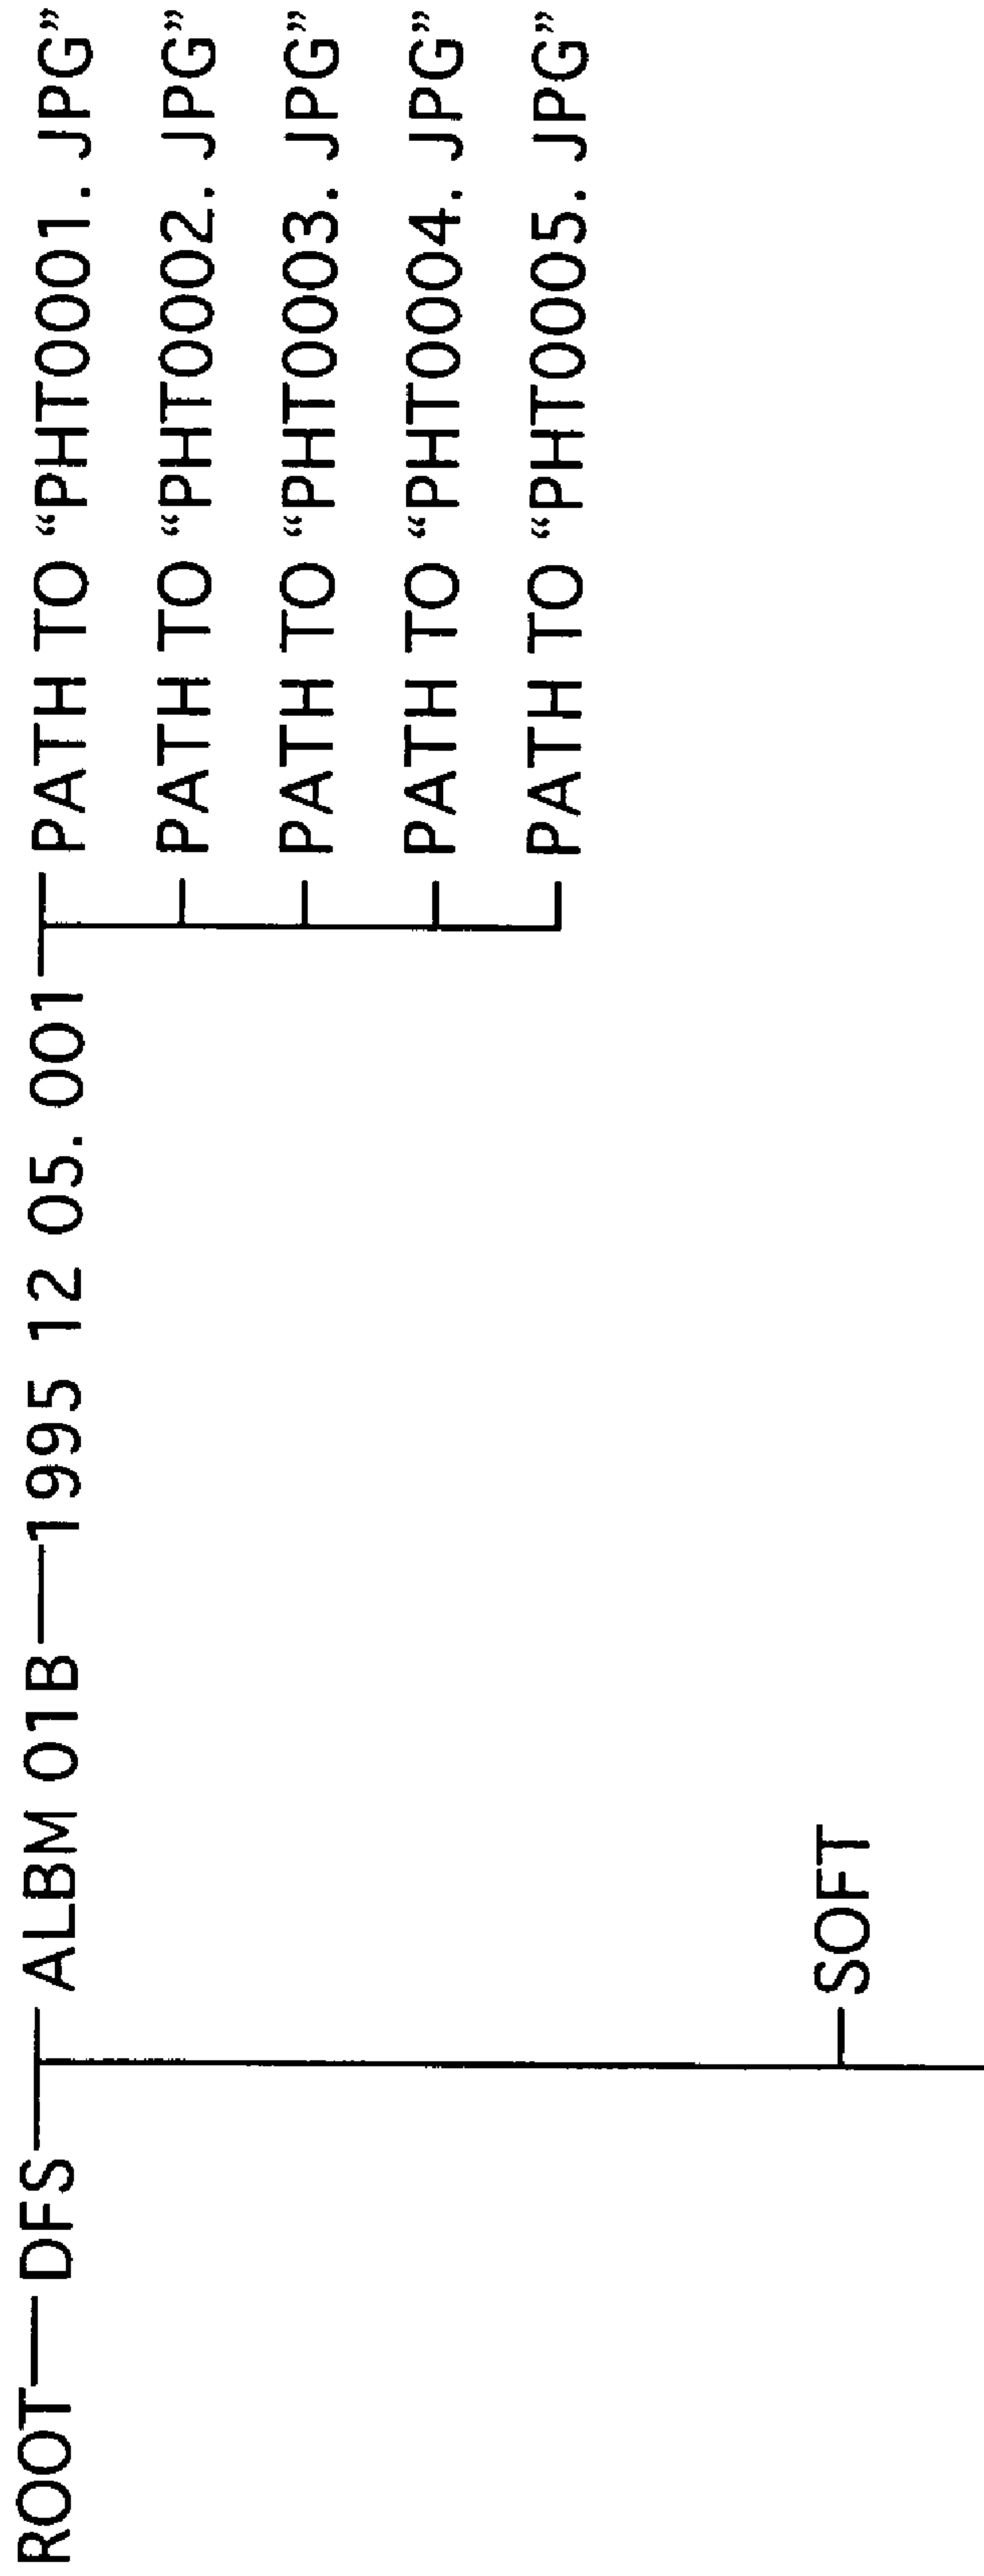 ROOT DFS ALBM 01B 1995 12 05. 001 PATH TO “PHT0001. JPG”
PATH TO “PHT0002. JPG”
PATH TO “PHT0003. JPG”
PATH TO “PHT0004. JPG”
PATH TO “PHT0005. JPG”
SOFT